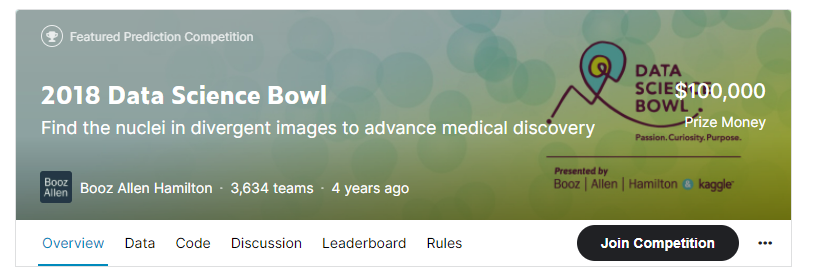 Featured Prediction Competition
2018 Data Science Bowl
Find the nuclei in divergent images to advance medical discovery
DATA
SCIENCE
BOWL
Passion. Curiosity. Purpose.
$100,000
Prize Money
Presented by
Booz | Allen | Hamilton kaggle
Booz
Allen
Booz Allen Hamilton · 3,634 teams · 4 years ago
Overview Data Code Discussion Leaderboard Rules
Join Competition